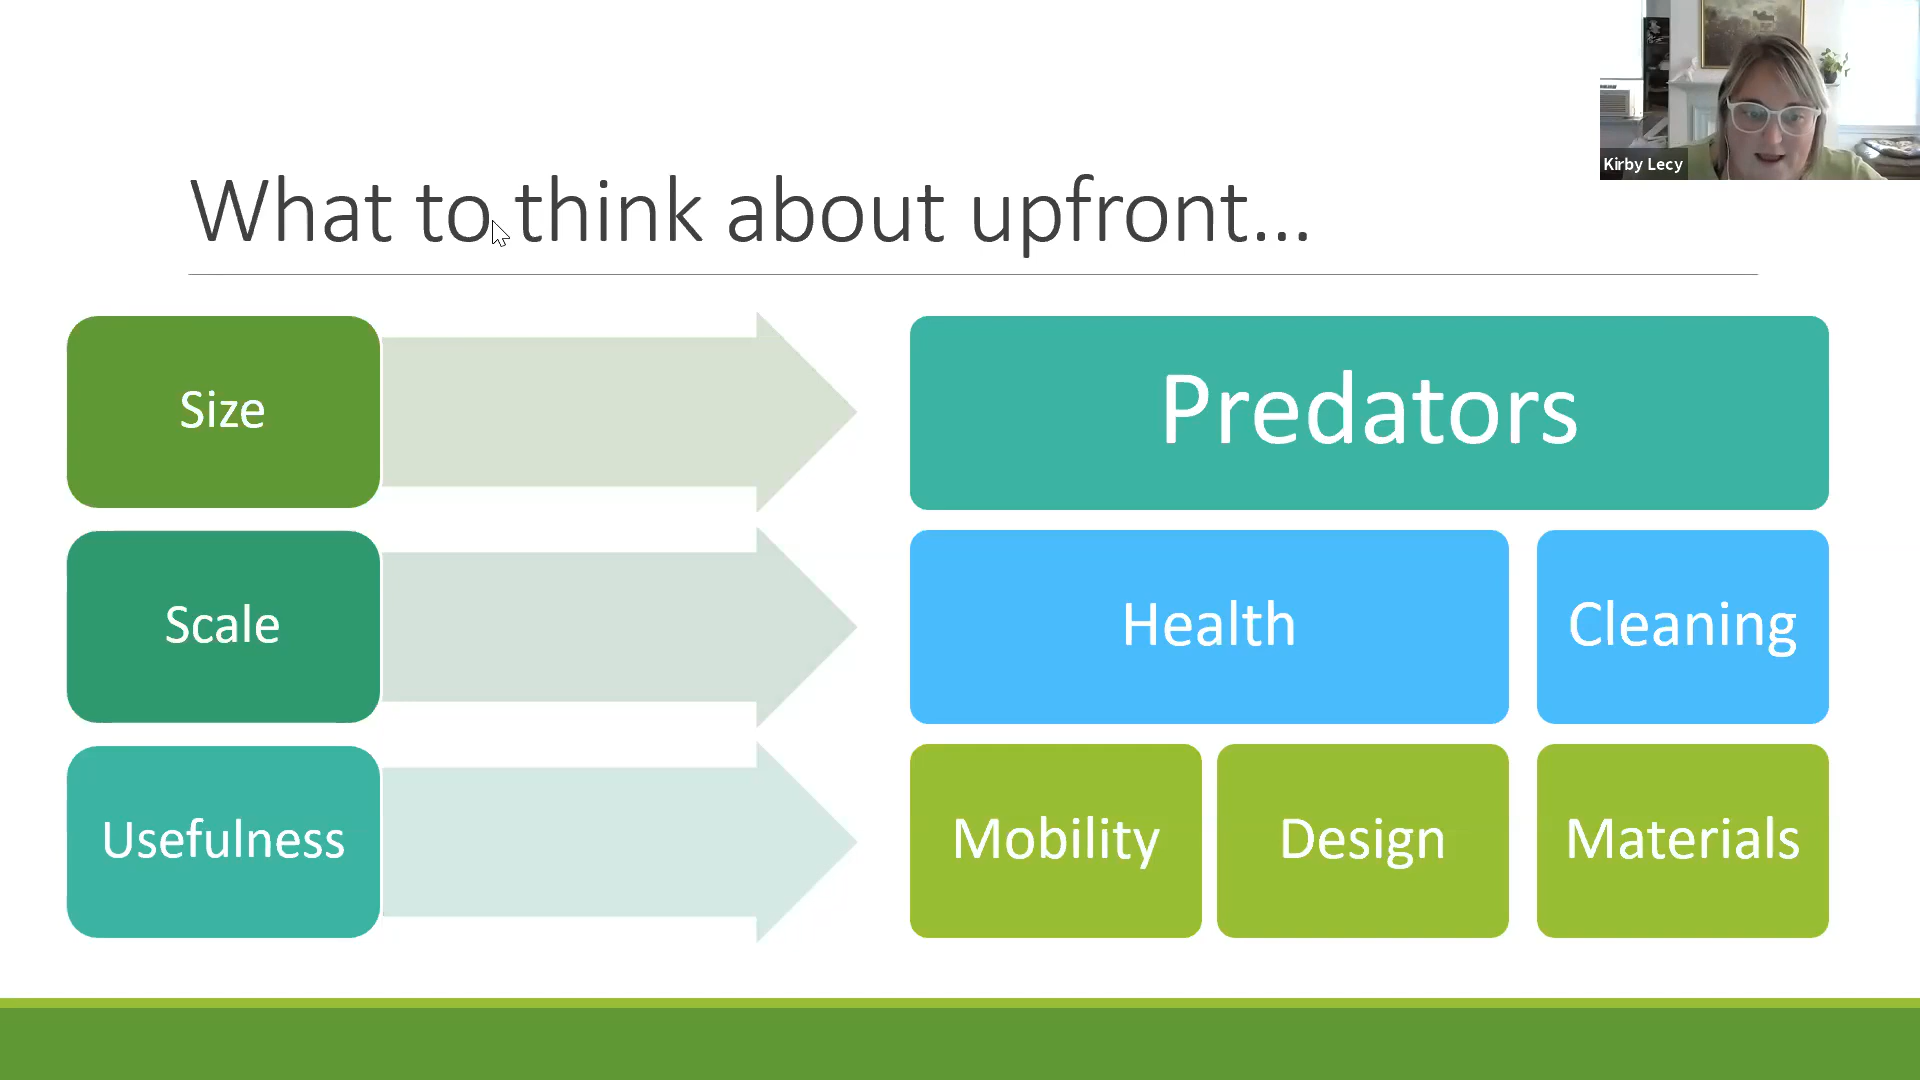 Kirby Lecy
What to think about upfront...
Size
Predators
Scale
Health
Cleaning
Usefulness
Mobility
Design
Materials